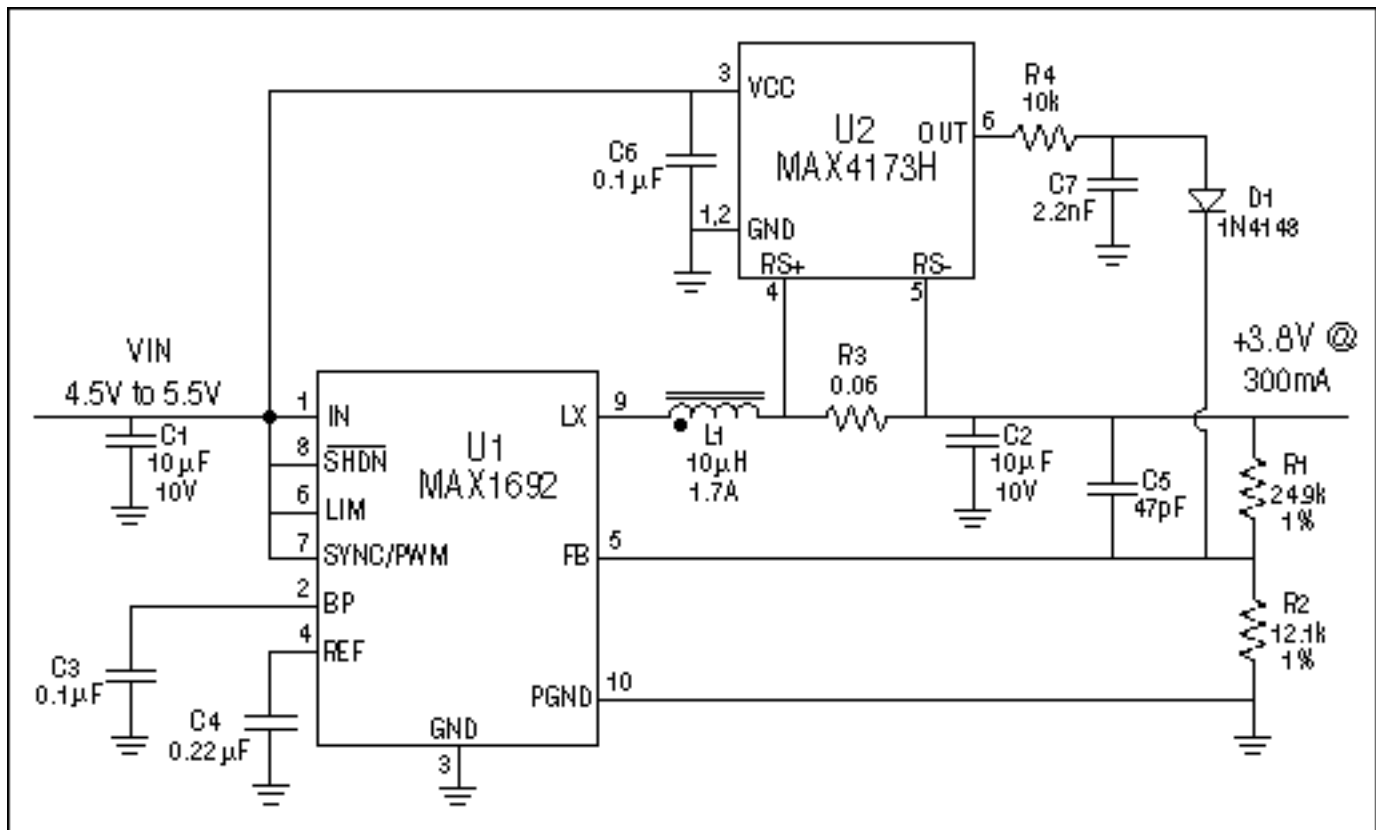 3
VCC
U2
MAX4173H
OUT
6
R4
10k
C6
0.1µF
1,2
GND
RS+
4
RS-
5
C7
2.2nF
D1
1N4148
VIN
4.5V to 5.5V
C1
10µF
10V
1
IN
8
SHDN
6
LIM
7
SYNC/PWM
2
BP
4
REF
U1
MAX1692
LX
9
FB
5
PGND
10
GND
3
C3
0.1µF
C4
0.22µF
L1
10µH
1.7A
R3
0.06
C2
10µF
10V
C5
47pF
+3.8V @
300mA
R1
24.9k
1%
R2
12.1k
1%